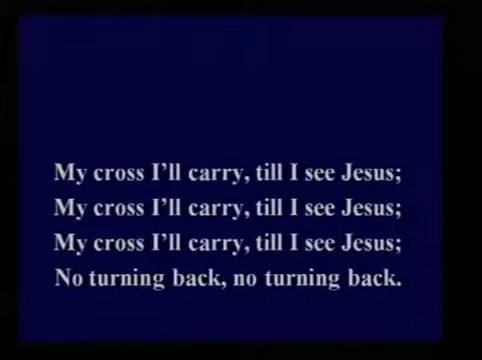 My cross I'll carry, till I see Jesus;
My cross I'll carry, till I see Jesus;
My cross I'll carry, till I see Jesus;
No turning back, no turning back.